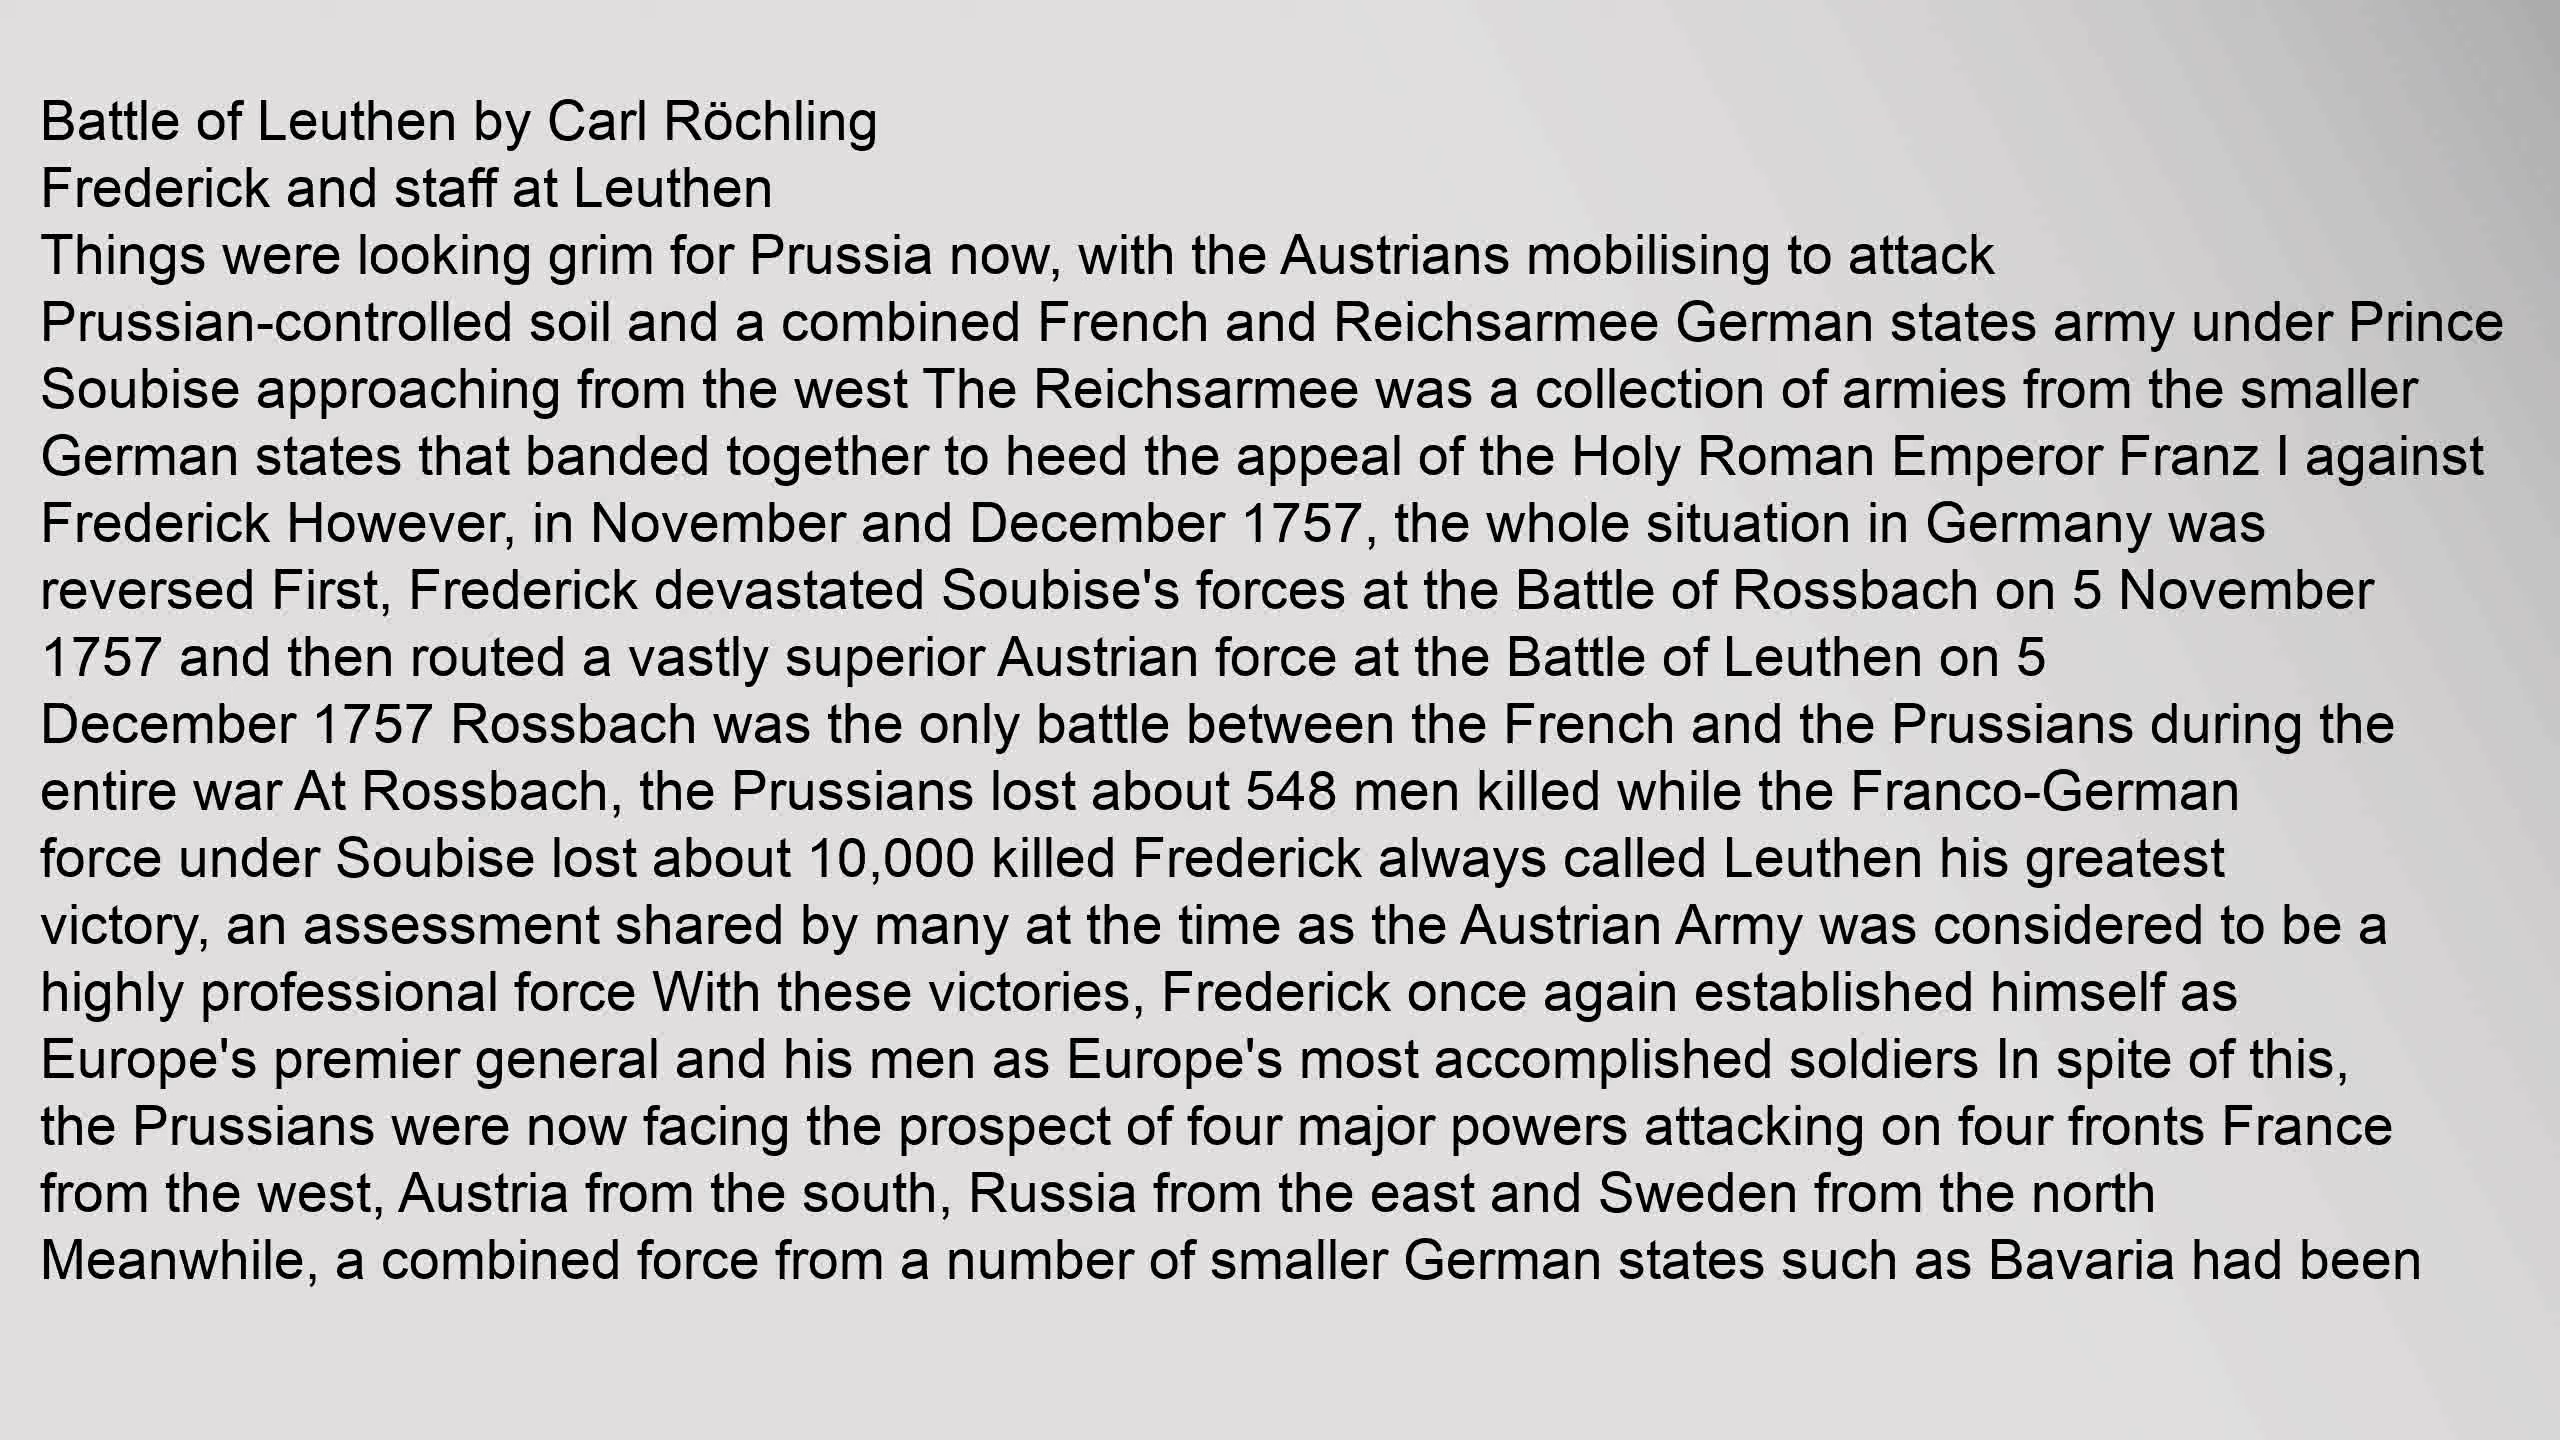 Battle of Leuthen by Carl Röchling
Frederick and staff at Leuthen
Things were looking grim for Prussia now, with the Austrians mobilising to attack
Prussian-controlled soil and a combined French and Reichsarmee German states army under Prince
Soubise approaching from the west The Reichsarmee was a collection of armies from the smaller
German states that banded together to heed the appeal of the Holy Roman Emperor Franz I against
Frederick However, in November and December 1757, the whole situation in Germany was
reversed First, Frederick devastated Soubise's forces at the Battle of Rossbach on 5 November
1757 and then routed a vastly superior Austrian force at the Battle of Leuthen on 5
December 1757 Rossbach was the only battle between the French and the Prussians during the
entire war At Rossbach, the Prussians lost about 548 men killed while the Franco-German
force under Soubise lost about 10,000 killed Frederick always called Leuthen his greatest
victory, an assessment shared by many at the time as the Austrian Army was considered to be a
highly professional force With these victories, Frederick once again established himself as
Europe's premier general and his men as Europe's most accomplished soldiers In spite of this,
the Prussians were now facing the prospect of four major powers attacking on four fronts France
from the west, Austria from the south, Russia from the east and Sweden from the north
Meanwhile, a combined force from a number of smaller German states such as Bavaria had been